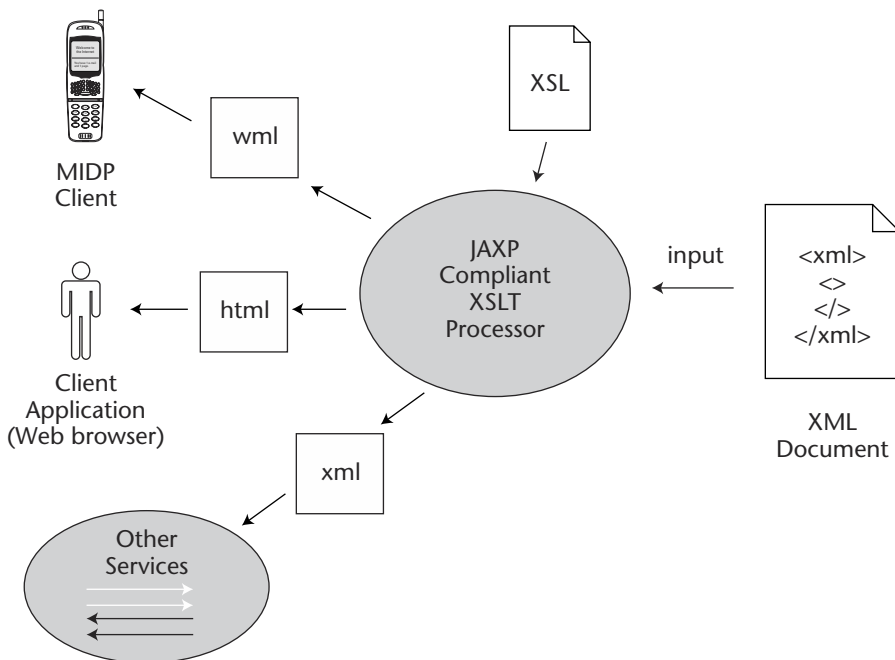 XSL
wml
MIDP
Client
JAXP
Compliant
XSLT
Processor
input
<xml>
<>
</>
</xml>
html
Client
Application
(Web browser)
XML
Document
xml
Other
Services